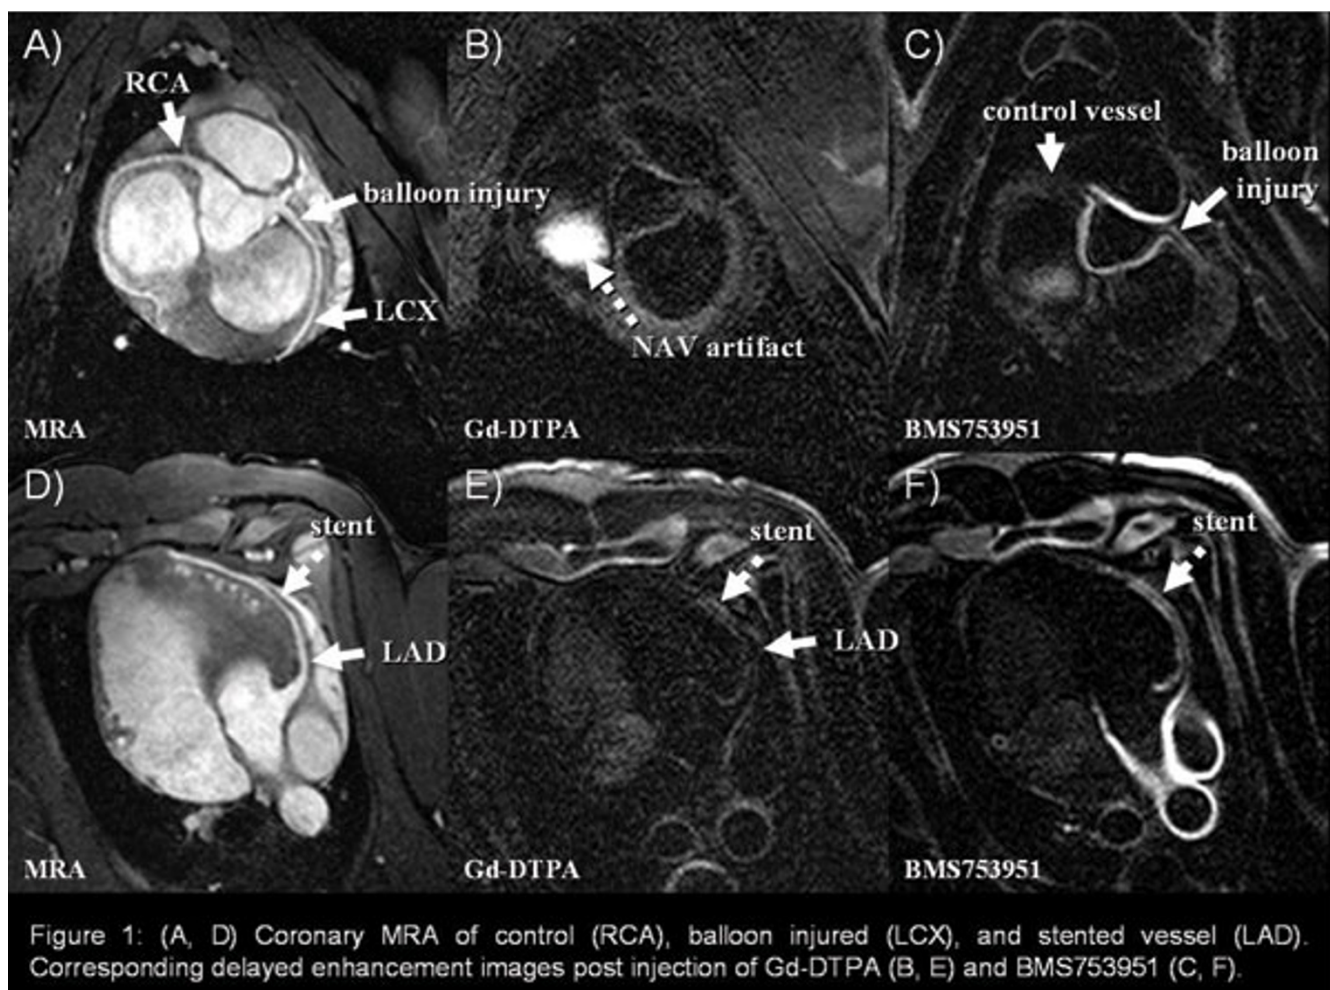 A)
RCA
balloon injury
LCX
MRA
B)
NAV artifact
Gd-DTPA
C)
control vessel
balloon
injury
BMS753951
D)
stent
LAD
MRA
E)
stent
LAD
Gd-DTPA
F)
stent
BMS753951
Figure 1: (A, D) Coronary MRA of control (RCA), balloon injured (LCX), and stented vessel (LAD).
Corresponding delayed enhancement images post injection of Gd-DTPA (B, E) and BMS753951 (C, F).